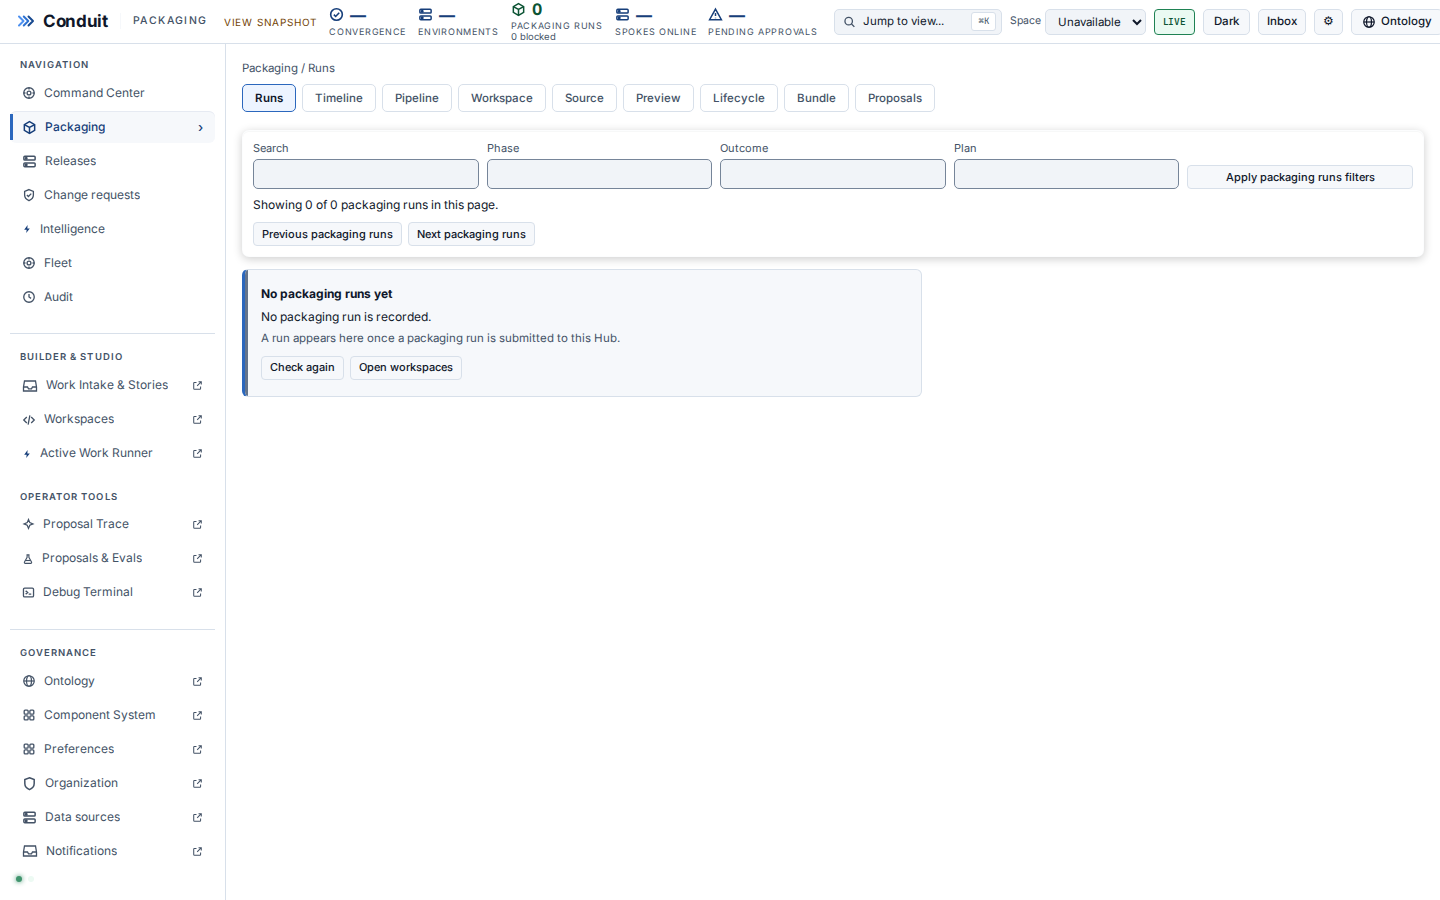 Conduit
PACKAGING
VIEW SNAPSHOT
—
CONVERGENCE
—
ENVIRONMENTS
0
PACKAGING RUNS
0 blocked
—
SPOKES ONLINE
—
PENDING APPROVALS
Jump to view... ⌘K
Space
Unavailable
LIVE
Dark
Inbox
Ontology
NAVIGATION
Command Center
Packaging
Releases
Change requests
Intelligence
Fleet
Audit
BUILDER & STUDIO
Work Intake & Stories
Workspaces
Active Work Runner
OPERATOR TOOLS
Proposal Trace
Proposals & Evals
Debug Terminal
GOVERNANCE
Ontology
Component System
Preferences
Organization
Data sources
Notifications
Packaging / Runs
Runs
Timeline
Pipeline
Workspace
Source
Preview
Lifecycle
Bundle
Proposals
Search
Phase
Outcome
Plan
Apply packaging runs filters
Showing 0 of 0 packaging runs in this page.
Previous packaging runs
Next packaging runs
No packaging runs yet
No packaging run is recorded.
A run appears here once a packaging run is submitted to this Hub.
Check again
Open workspaces